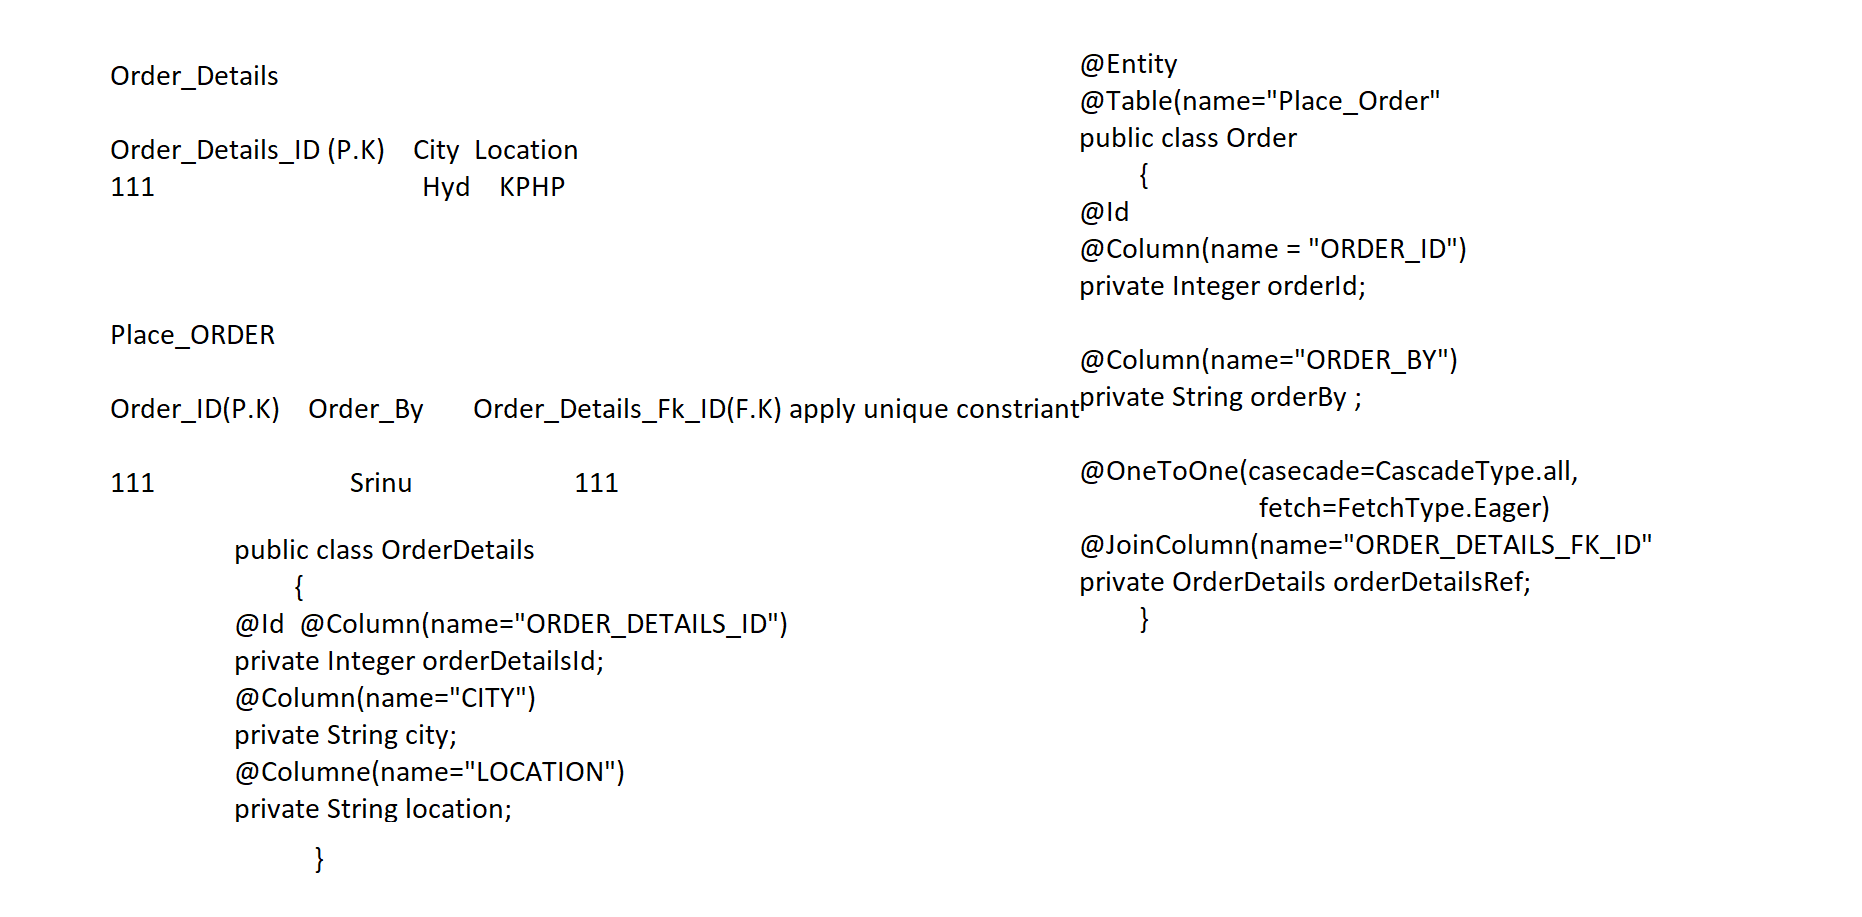 Order_Details
Order_Details_ID (P.K) City Location
111 Hyd KPHP
Place_ORDER
Order_ID(P.K) Order_By Order_Details_Fk_ID(F.K) apply unique constriant
111 Srinu 111
public class OrderDetails
{
@Id @Column(name="ORDER_DETAILS_ID")
private Integer orderDetailsId;
@Column(name="CITY")
private String city;
@Columne(name="LOCATION")
private String location;
}
@Entity
@Table(name="Place_Order"
public class Order
{
@Id
@Column(name = "ORDER_ID")
private Integer orderId;
@Column(name="ORDER_BY")
private String orderBy ;
@OneToOne(casecade=CascadeType.all,
fetch=FetchType.Eager)
@JoinColumn(name="ORDER_DETAILS_FK_ID"
private OrderDetails orderDetailsRef;
}